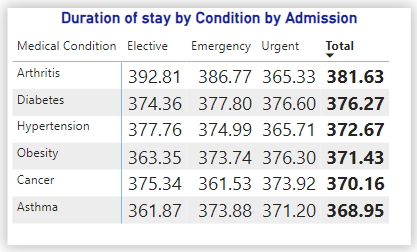 Duration of stay by Condition by Admission
Medical Condition Elective Emergency Urgent Total
Arthritis 392.81 386.77 365.33 381.63
Diabetes 374.36 377.80 376.60 376.27
Hypertension 377.76 374.99 365.71 372.67
Obesity 363.35 373.74 376.30 371.43
Cancer 375.34 361.53 373.92 370.16
Asthma 361.87 373.88 371.20 368.95